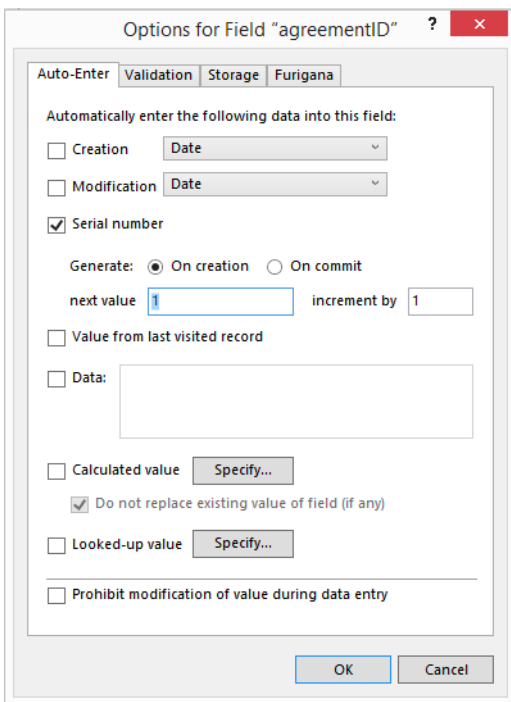 Options for Field "agreementID" ?
Auto-Enter Validation Storage Furigana
Automatically enter the following data into this field:
Creation Date
Modification Date
Serial number
Generate: On creation On commit
next value 1 increment by 1
Value from last visited record
Data:
Calculated value Specify...
Do not replace existing value of field (if any)
Looked-up value Specify...
Prohibit modification of value during data entry
OK Cancel